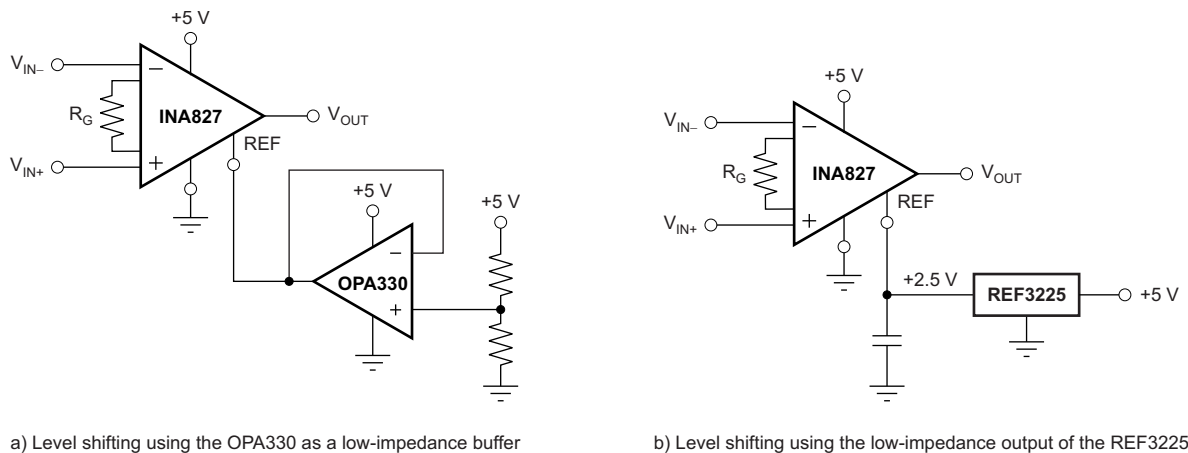 +5 V
V_IN–
−
R_G
INA827
V_OUT
V_IN+
+
REF
+5 V
+5 V
−
OPA330
+
a) Level shifting using the OPA330 as a low-impedance buffer
+5 V
V_IN–
−
R_G
INA827
V_OUT
V_IN+
+
REF
+2.5 V
REF3225
+5 V
b) Level shifting using the low-impedance output of the REF3225